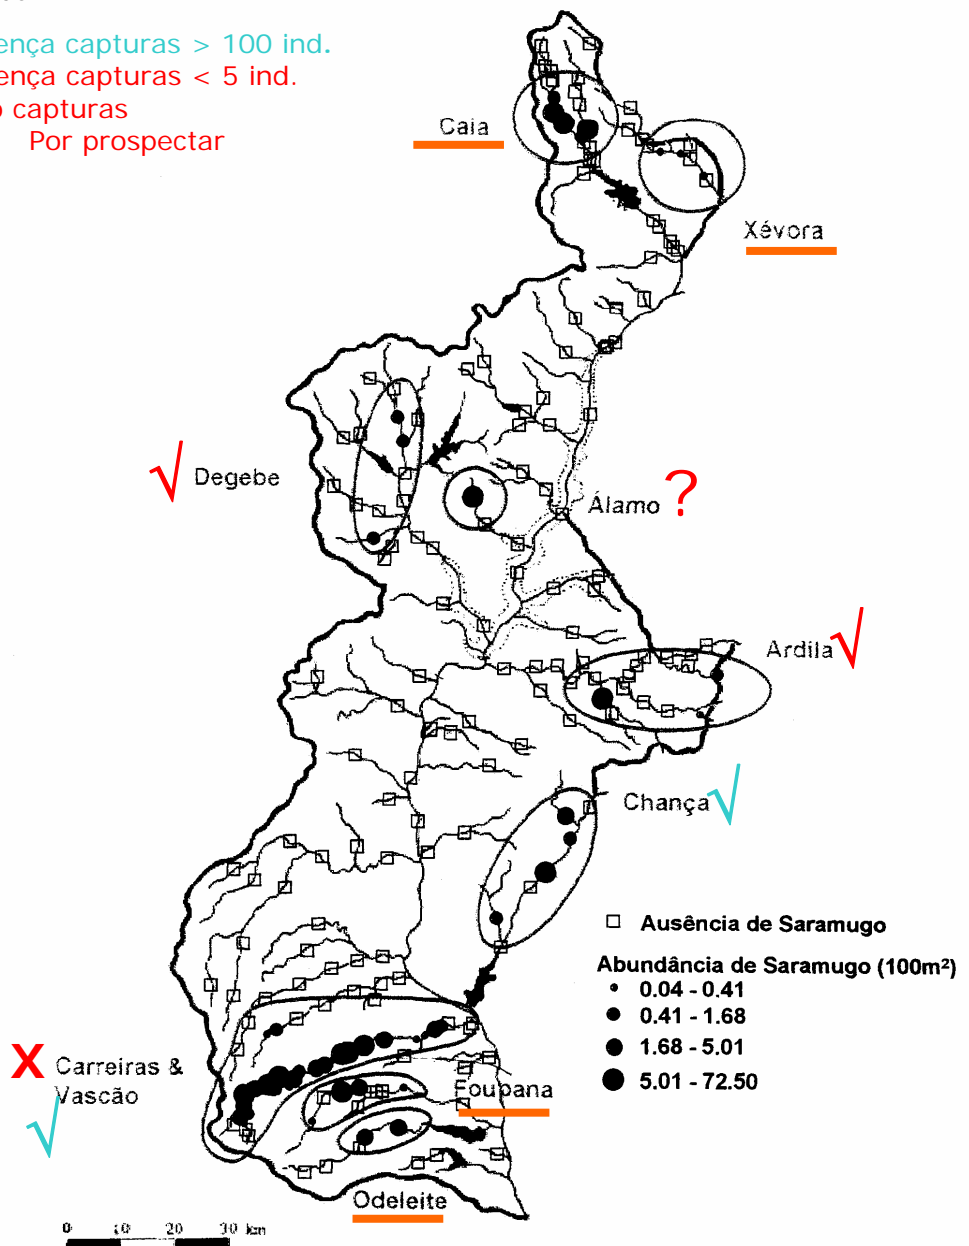 ença capturas > 100 ind.
ença capturas < 5 ind.
o capturas
Por prospectar
Caia
Xévora
√ Degebe
Álamo ?
Ardila √
Chança √
□ Ausência de Saramugo
Abundância de Saramugo (100m²)
0.04 - 0.41
0.41 - 1.68
1.68 - 5.01
5.01 - 72.50
X Carreiras &
Vascão
√
Foupana
Odeleite
0 10 20 30 km